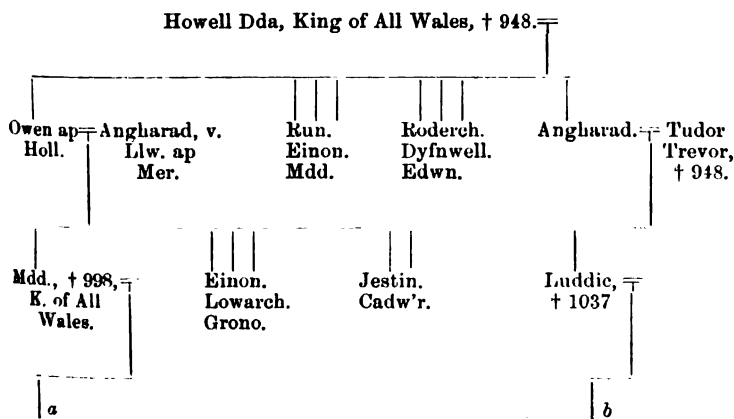 Howell Dda, King of All Wales, † 948.
Owen ap Holl.
Angharad, v. Llw. ap Mer.
Run. Einon. Mdd.
Roderch. Dyfnwell. Edwn.
Angharad.
Tudor Trevor, † 948.
Mdd., † 998, K. of All Wales.
Einon. Lowarch. Grono.
Jestin. Cadw'r.
Luddic, † 1037
a
b